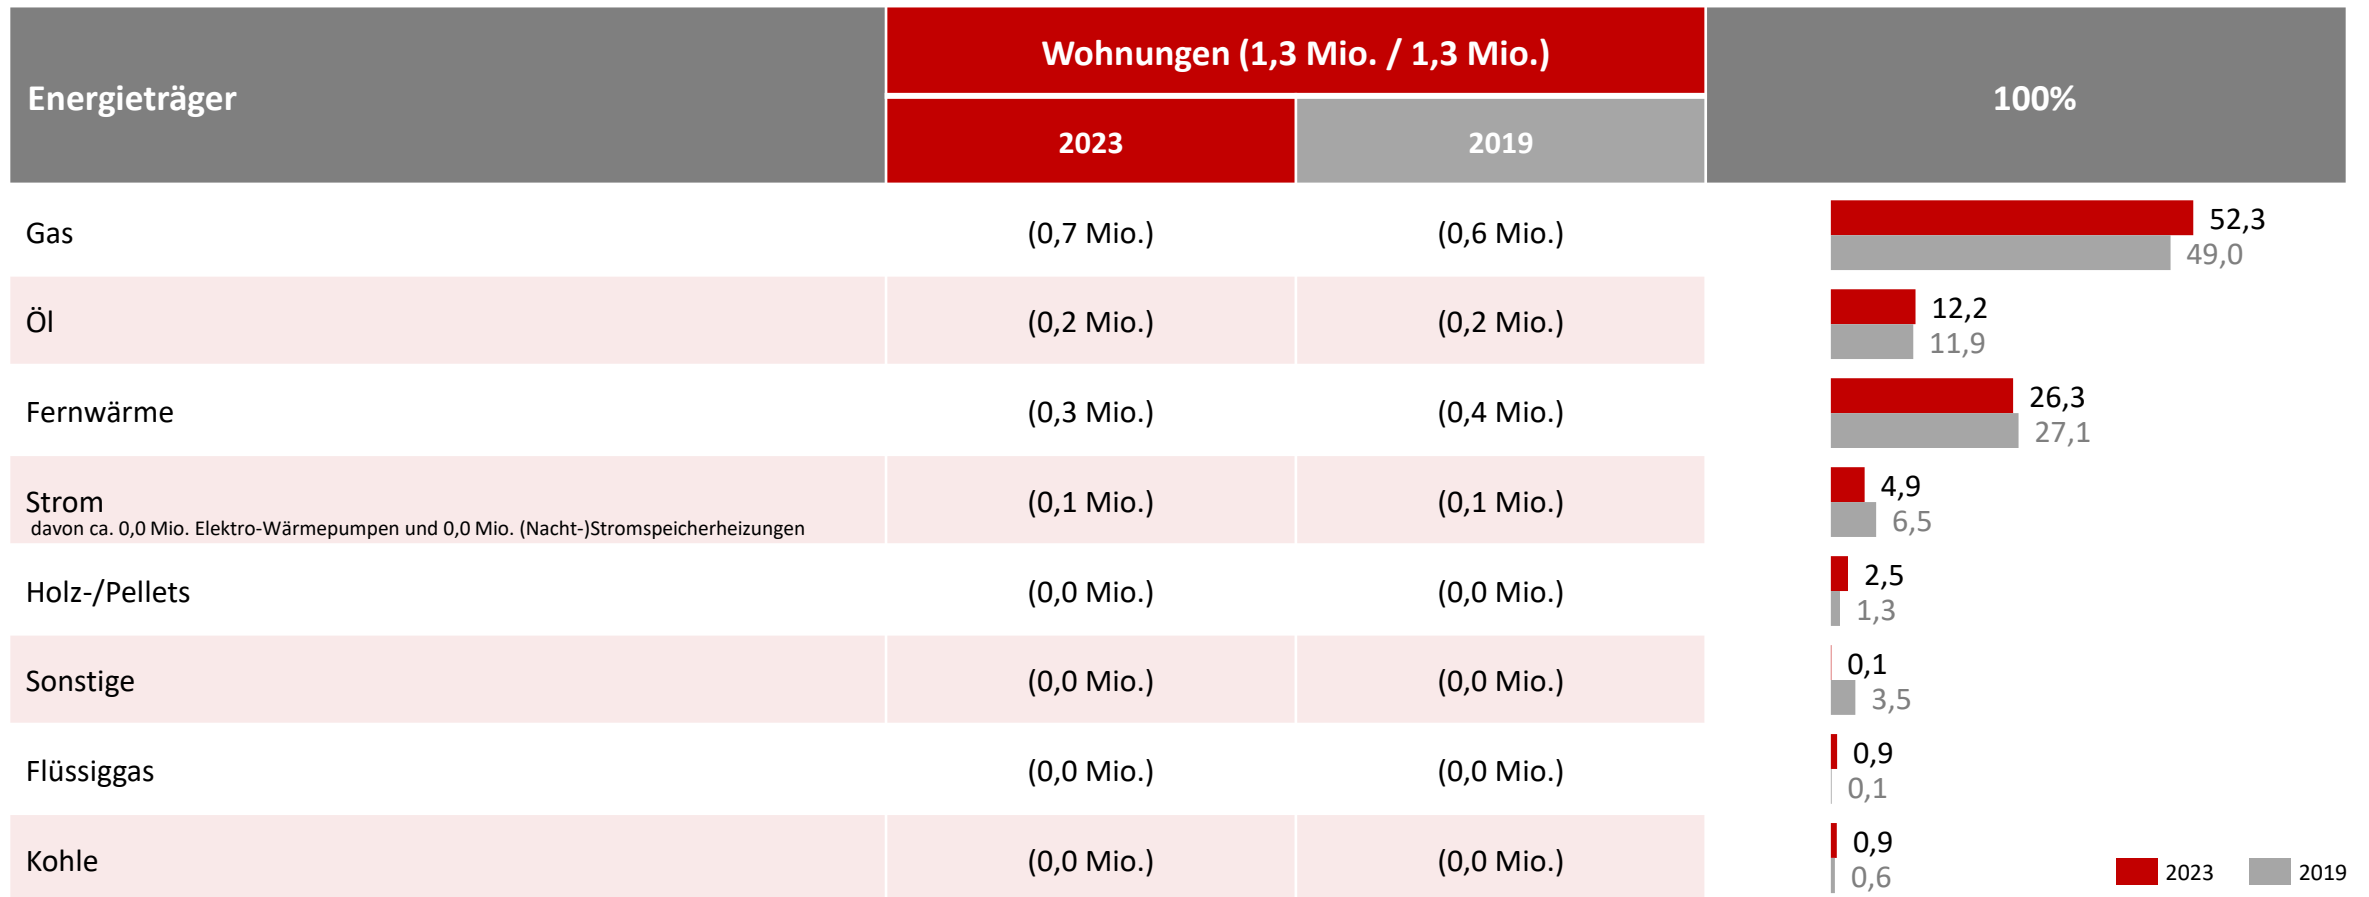 Energieträger
Wohnungen (1,3 Mio. / 1,3 Mio.)
100%
2023
2019
Gas
(0,7 Mio.)
(0,6 Mio.)
52,3
49,0
Öl
(0,2 Mio.)
(0,2 Mio.)
12,2
11,9
Fernwärme
(0,3 Mio.)
(0,4 Mio.)
26,3
27,1
Strom
davon ca. 0,0 Mio. Elektro-Wärmepumpen und 0,0 Mio. (Nacht-)Stromspeicherheizungen
(0,1 Mio.)
(0,1 Mio.)
4,9
6,5
Holz-/Pellets
(0,0 Mio.)
(0,0 Mio.)
2,5
1,3
Sonstige
(0,0 Mio.)
(0,0 Mio.)
0,1
3,5
Flüssiggas
(0,0 Mio.)
(0,0 Mio.)
0,9
0,1
Kohle
(0,0 Mio.)
(0,0 Mio.)
0,9
0,6
2023
2019